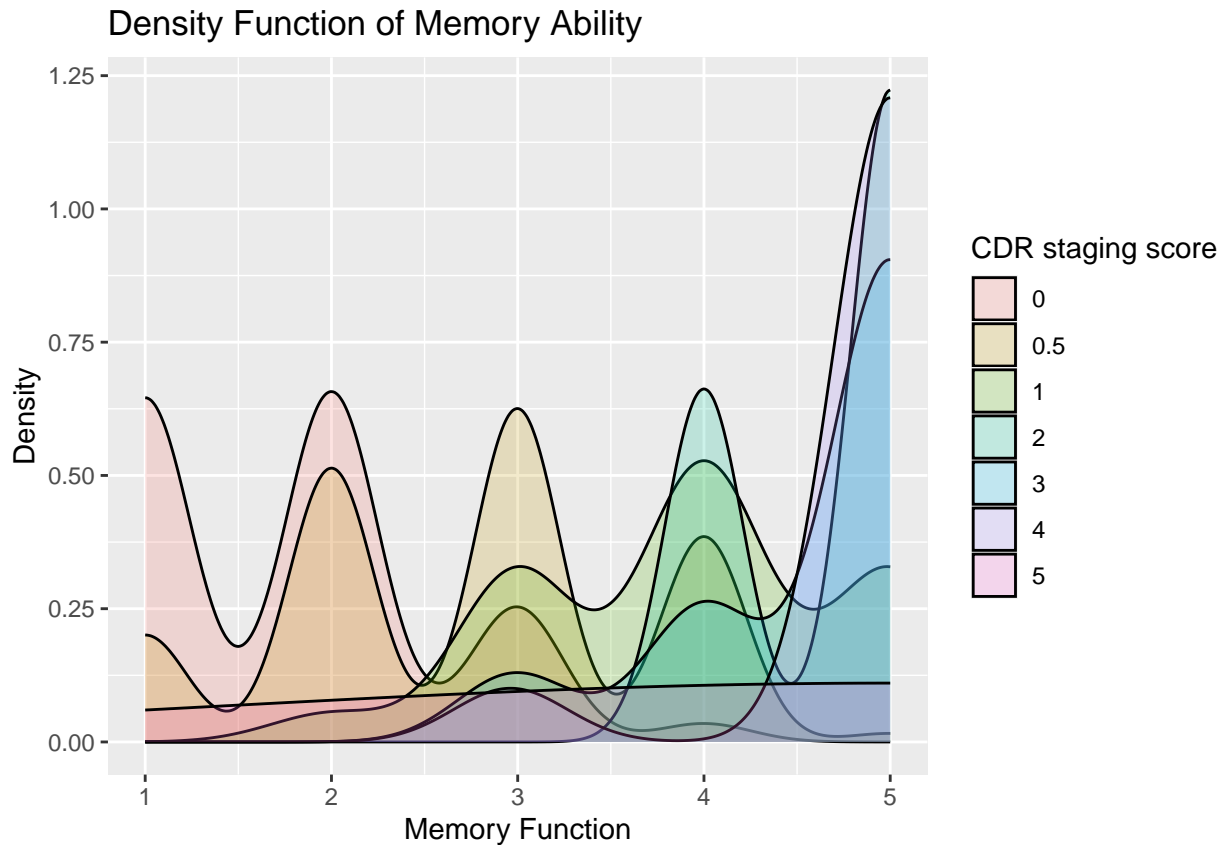 Density Function of Memory Ability
1.25
1.00
0.75
0.50
0.25
0.00
Density
1 2 3 4 5
Memory Function
CDR staging score
0
0.5
1
2
3
4
5